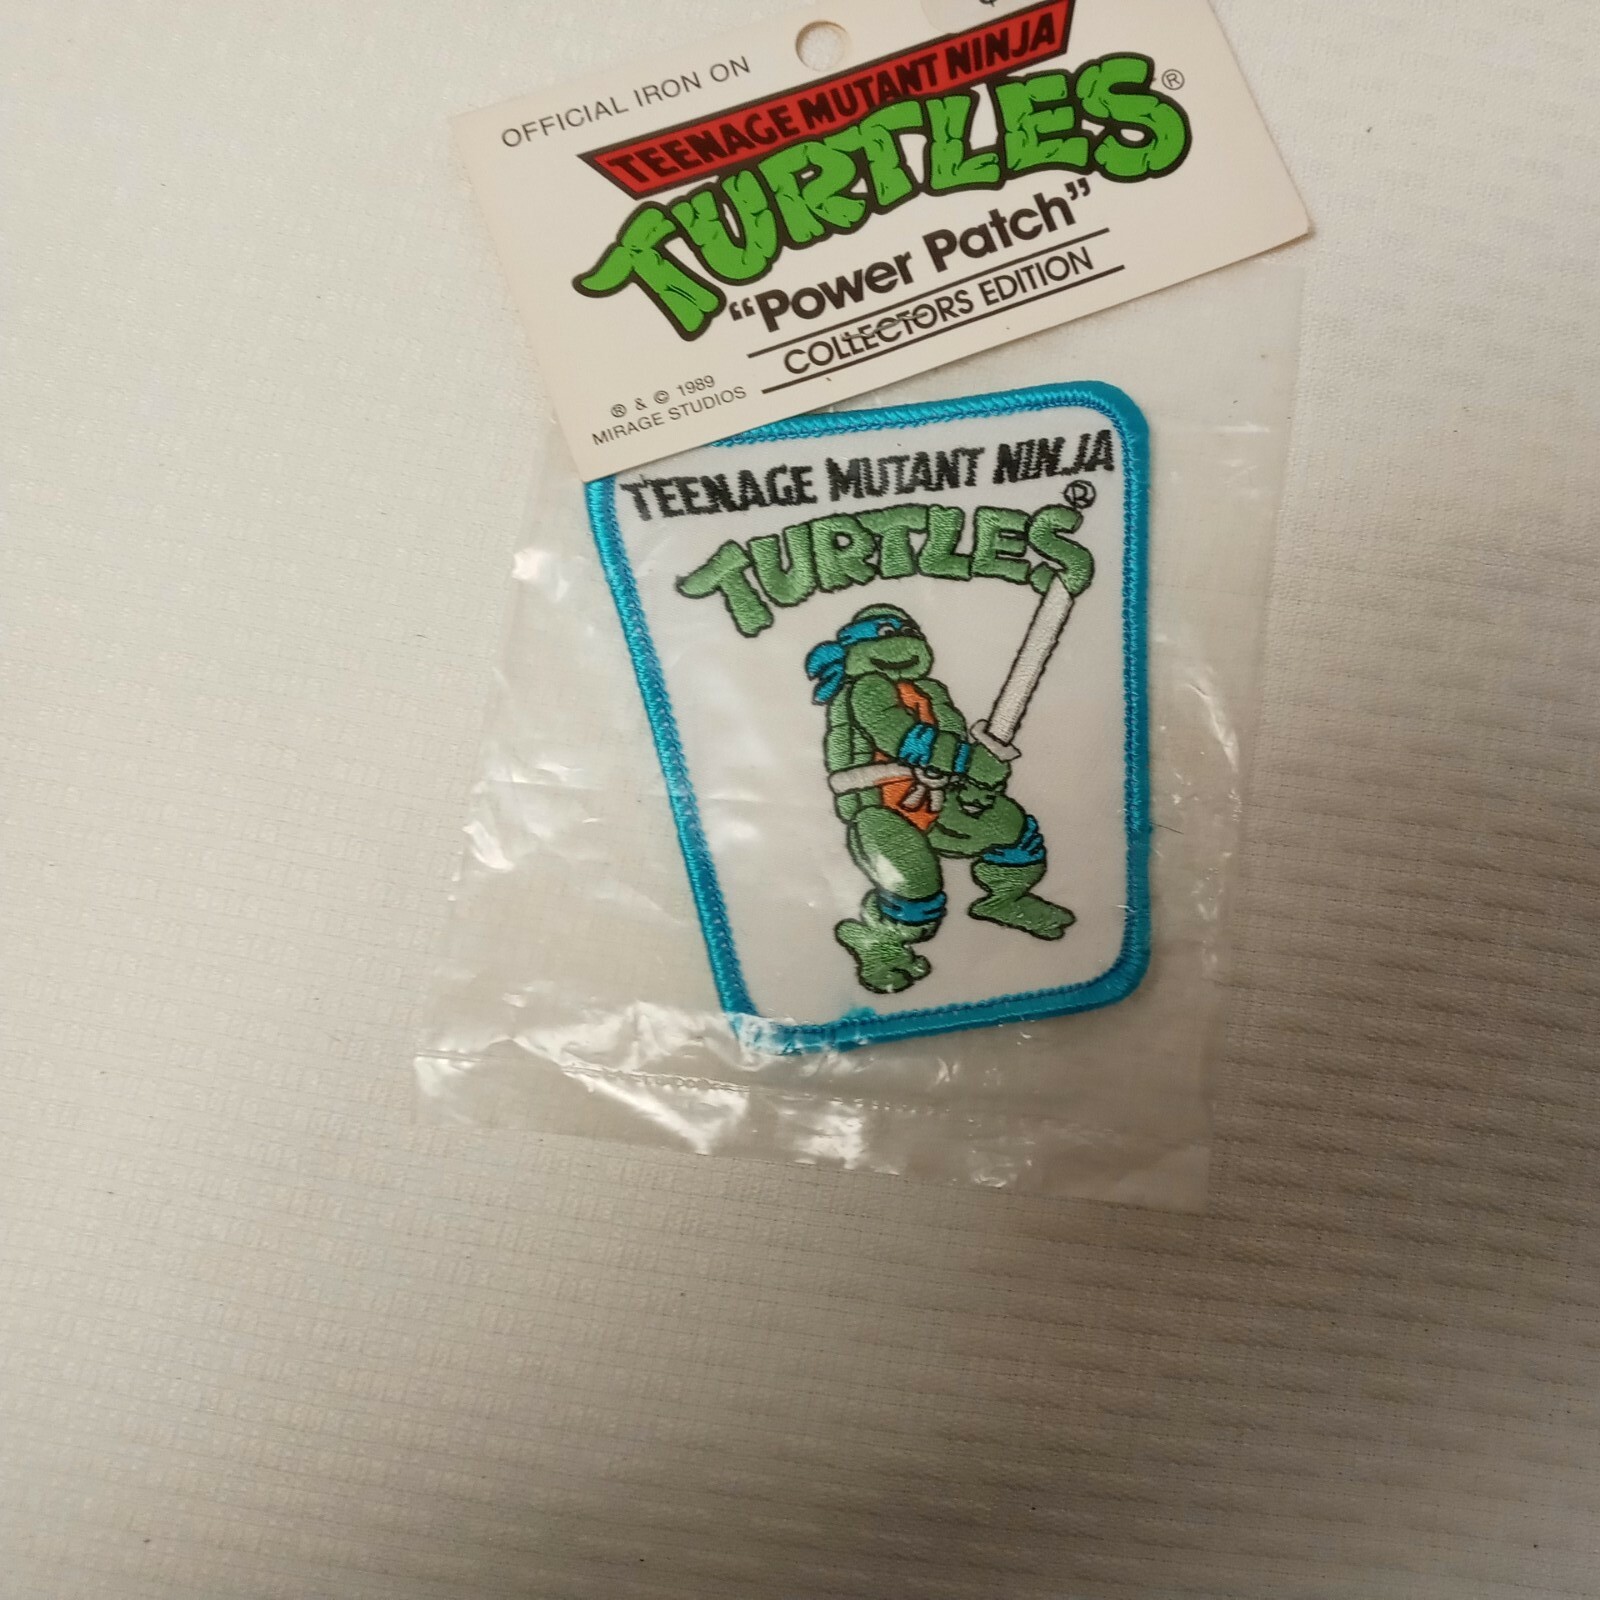 OFFICIAL IRON ON
TEENAGE MUTANT NINJA
TURTLES®
"Power Patch"
COLLECTORS EDITION
® & © 1989
MIRAGE STUDIOS
TEENAGE MUTANT NINJA
TURTLES®